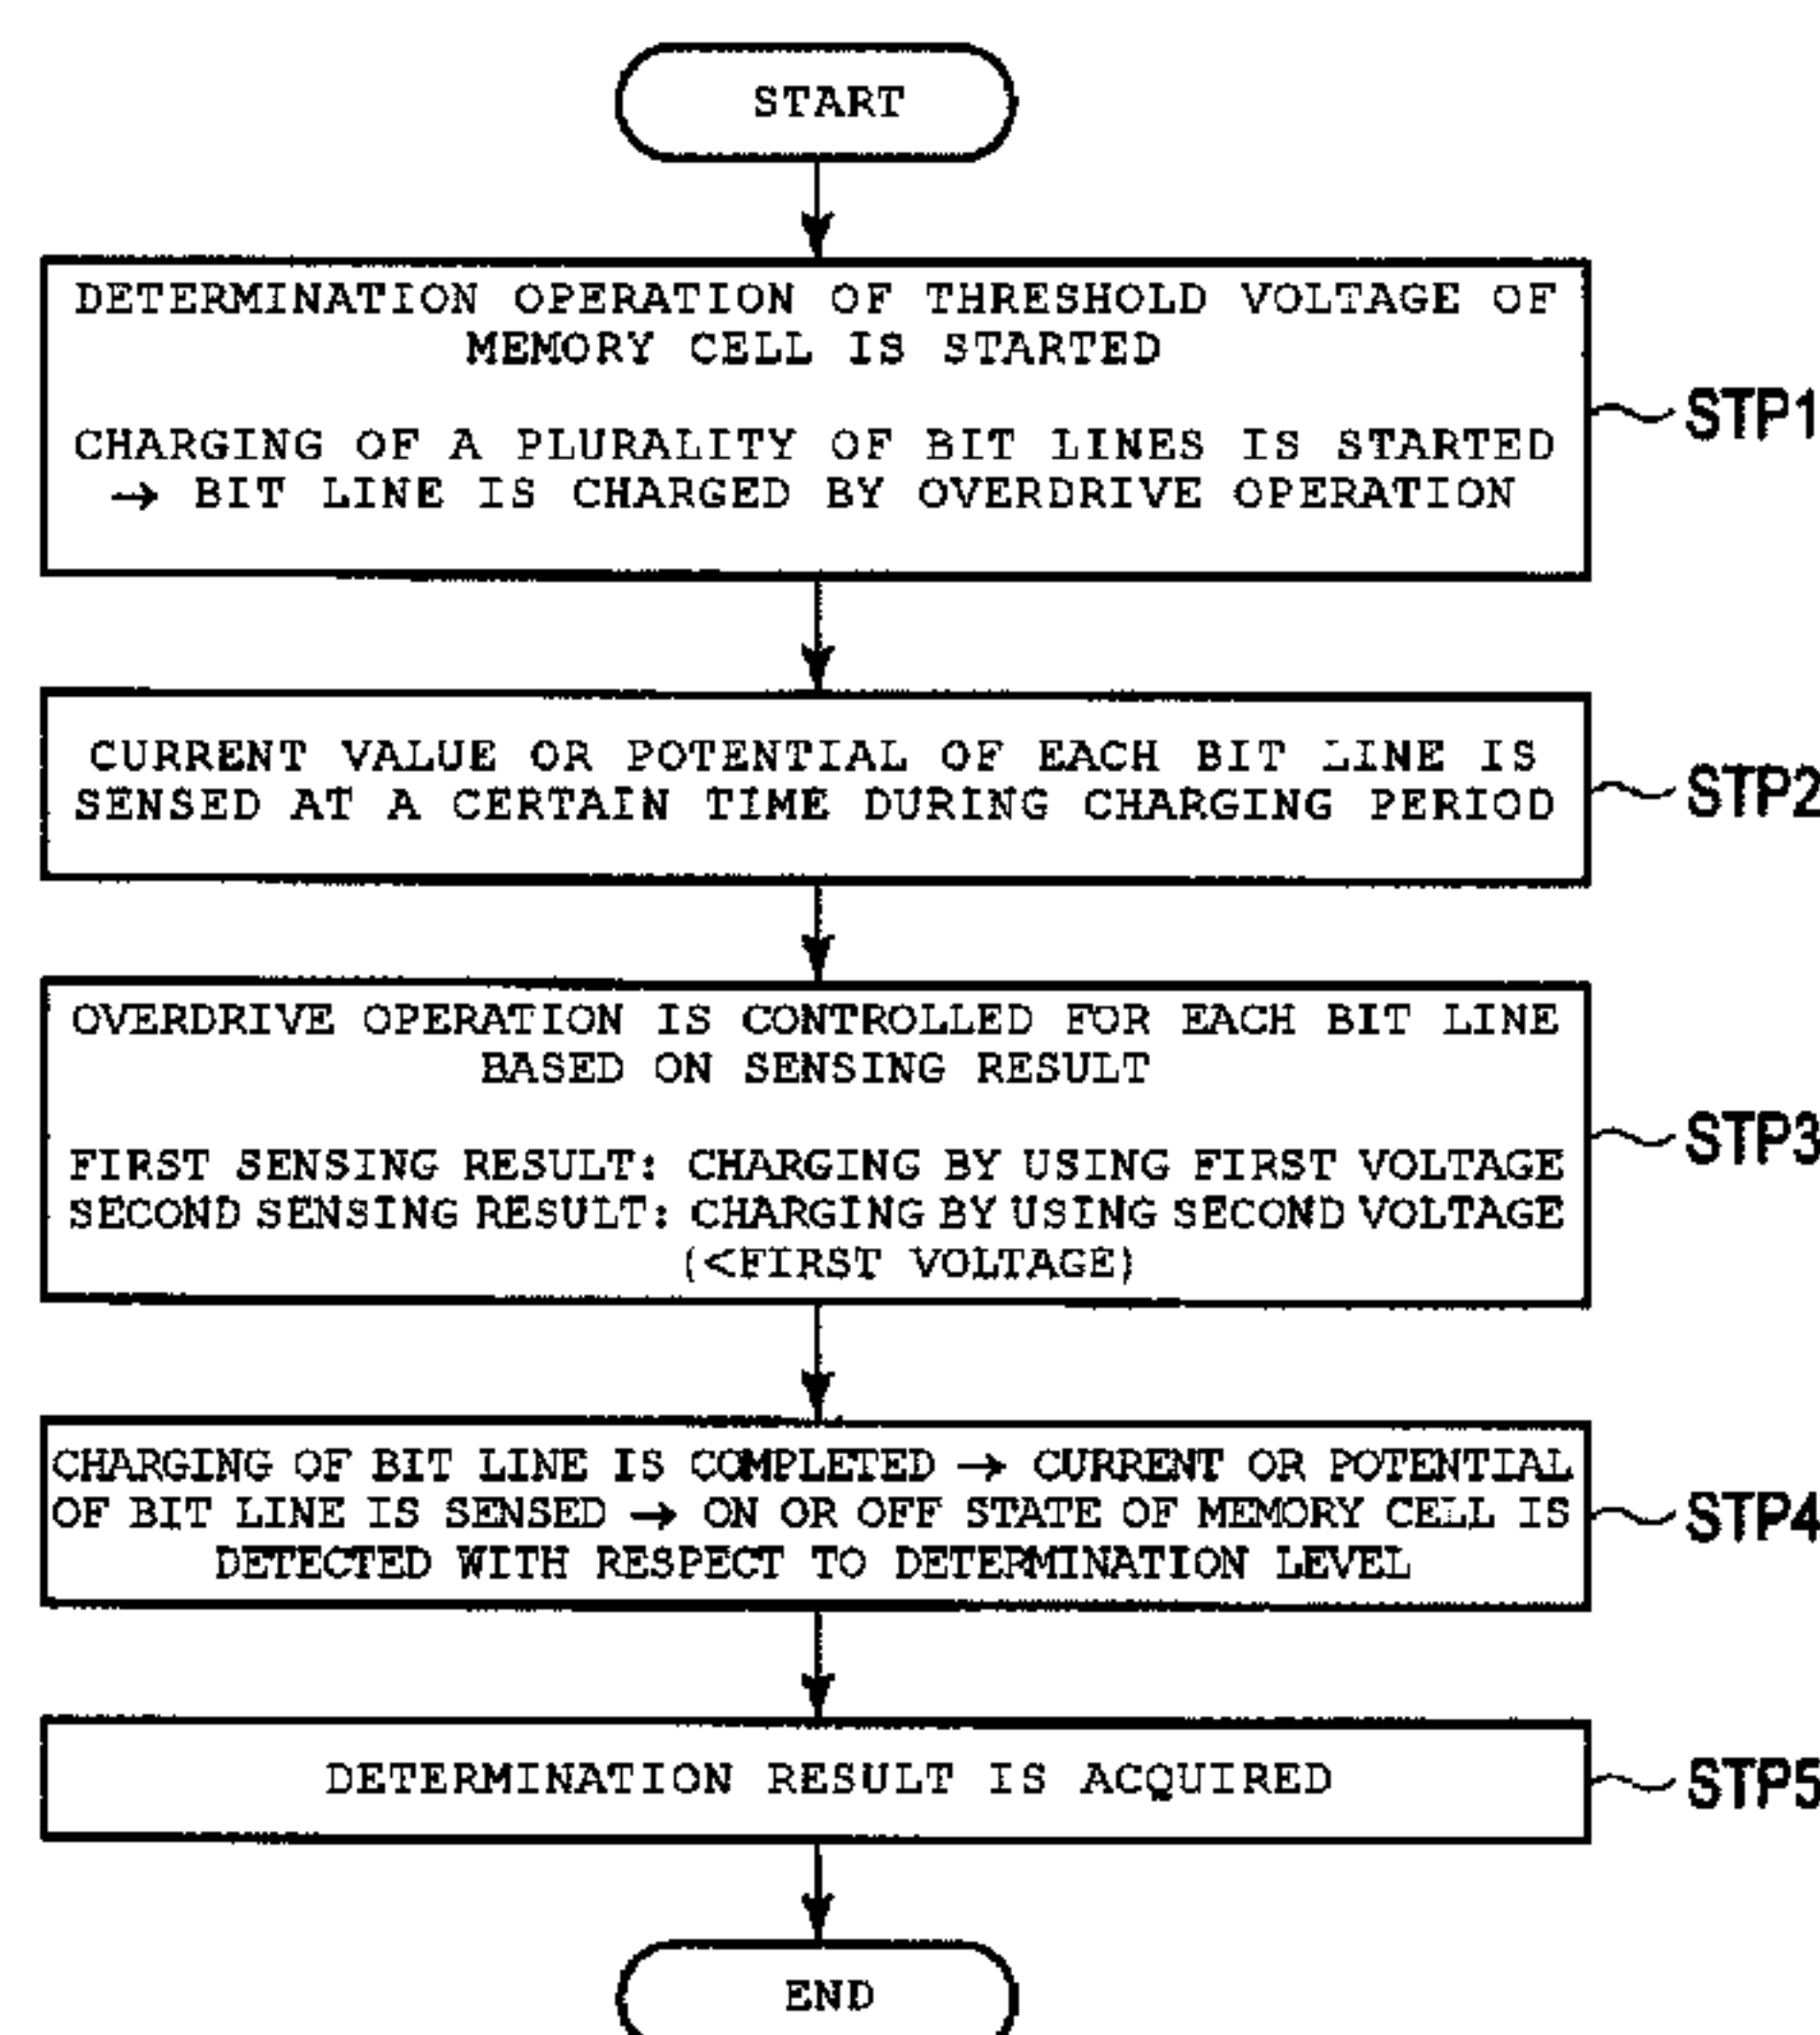 START
DETERMINATION OPERATION OF THRESHOLD VOLTAGE OF
MEMORY CELL IS STARTED
CHARGING OF A PLURALITY OF BIT LINES IS STARTED
→ BIT LINE IS CHARGED BY OVERDRIVE OPERATION
STP1
CURRENT VALUE OR POTENTIAL OF EACH BIT LINE IS
SENSED AT A CERTAIN TIME DURING CHARGING PERIOD
STP2
OVERDRIVE OPERATION IS CONTROLLED FOR EACH BIT LINE
BASED ON SENSING RESULT
FIRST SENSING RESULT: CHARGING BY USING FIRST VOLTAGE
SECOND SENSING RESULT: CHARGING BY USING SECOND VOLTAGE
(<FIRST VOLTAGE)
STP3
CHARGING OF BIT LINE IS COMPLETED → CURRENT OR POTENTIAL
OF BIT LINE IS SENSED → ON OR OFF STATE OF MEMORY CELL IS
DETECTED WITH RESPECT TO DETERMINATION LEVEL
STP4
DETERMINATION RESULT IS ACQUIRED
STP5
END